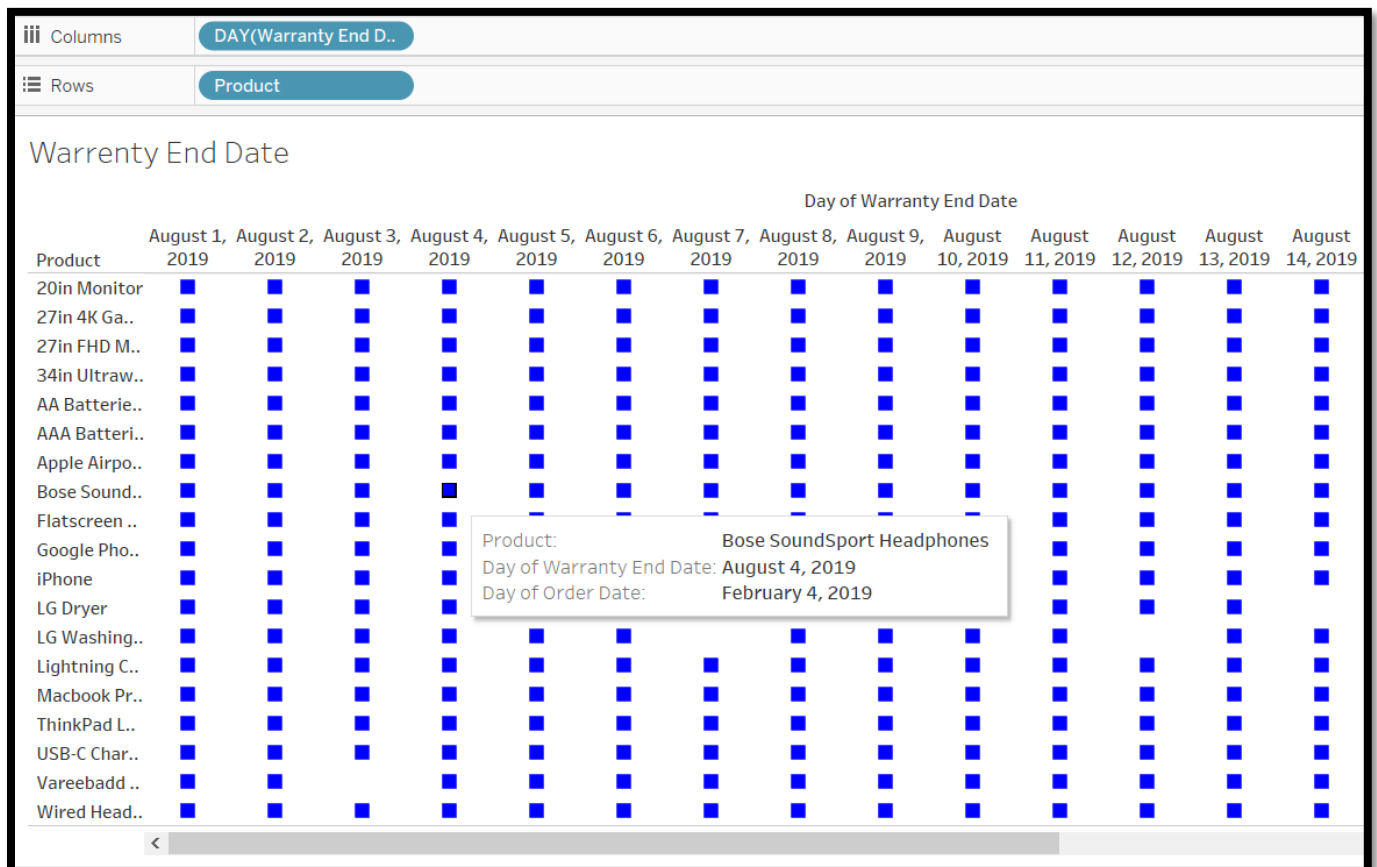 Columns DAY(Warranty End D..
Rows Product
Warrenty End Date
Day of Warranty End Date
Product August 1, 2019 August 2, 2019 August 3, 2019 August 4, 2019 August 5, 2019 August 6, 2019 August 7, 2019 August 8, 2019 August 9, 2019 August 10, 2019 August 11, 2019 August 12, 2019 August 13, 2019 August 14, 2019
20in Monitor
27in 4K Ga..
27in FHD M..
34in Ultraw..
AA Batterie..
AAA Batteri..
Apple Airpo..
Bose Sound..
Flatscreen ..
Google Pho..
iPhone
LG Dryer
LG Washing..
Lightning C..
Macbook Pr..
ThinkPad L..
USB-C Char..
Vareebadd ..
Wired Head..
Product: Bose SoundSport Headphones
Day of Warranty End Date: August 4, 2019
Day of Order Date: February 4, 2019